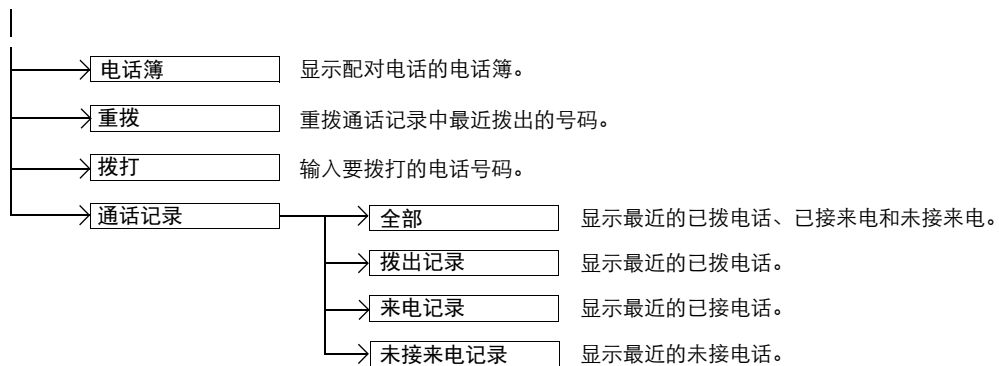 电话簿 显示配对电话的电话簿。
重拨 重拨通话记录中最近拨出的号码。
拨打 输入要拨打的电话号码。
通话记录 全部 显示最近的已拨电话、已接来电和未接来电。
拨出记录 显示最近的已拨电话。
来电记录 显示最近的已接电话。
未接来电记录 显示最近的未接电话。